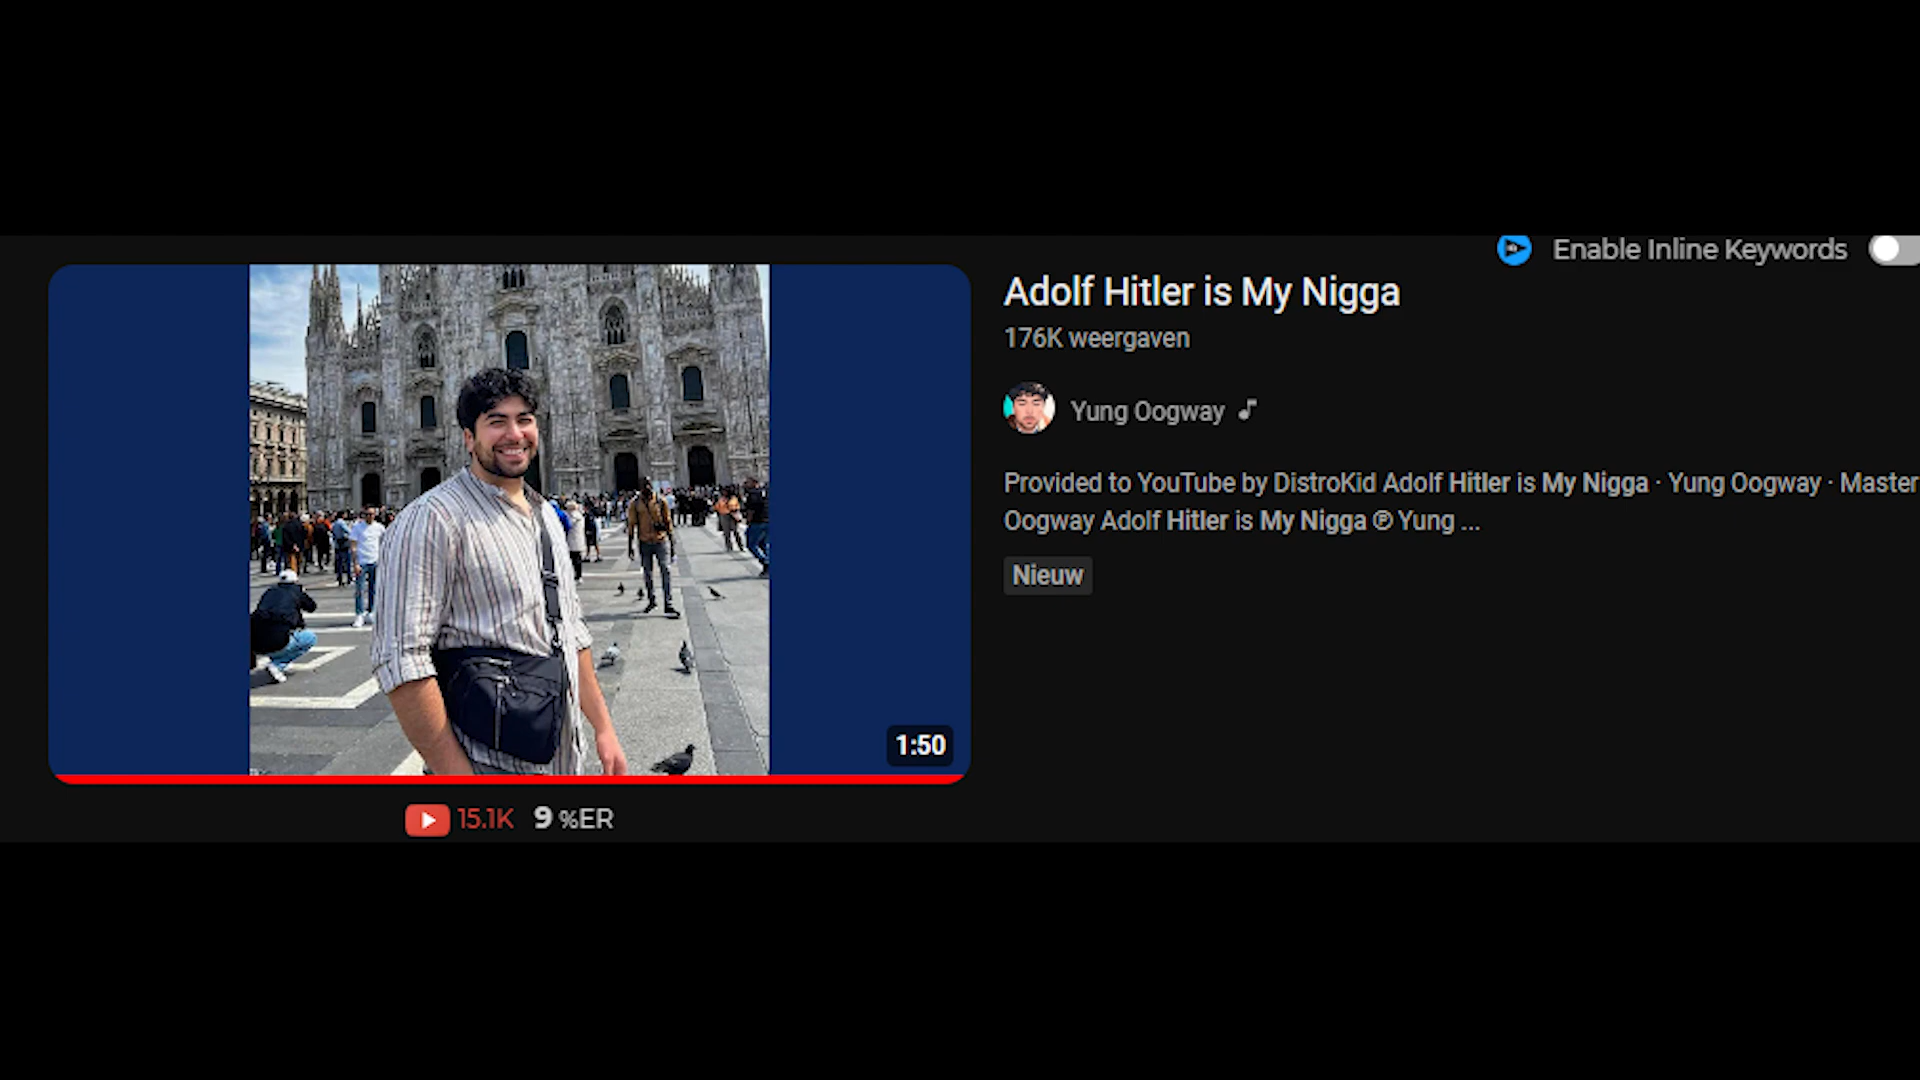 Enable Inline Keywords
Adolf Hitler is My Nigga
176K weergaven
Yung Oogway
Provided to YouTube by DistroKid Adolf Hitler is My Nigga · Yung Oogway · Master
Oogway Adolf Hitler is My Nigga ℗ Yung ...
Nieuw
1:50
15.1K 9 %ER